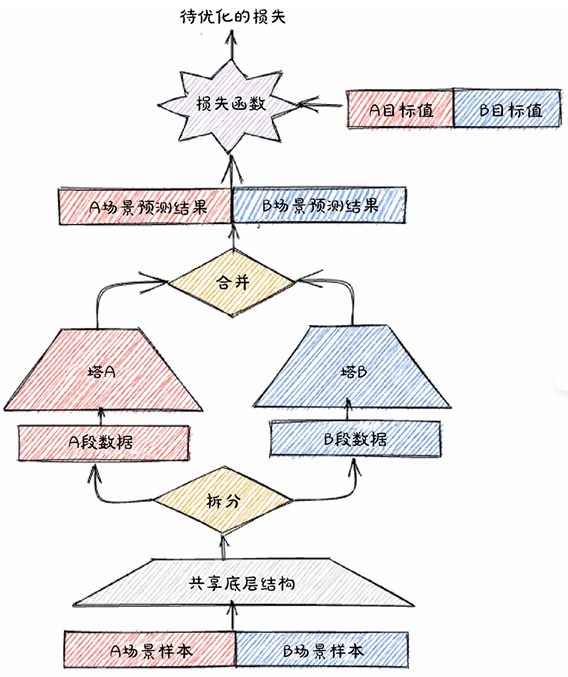 待优化的损失
损失函数
A目标值
B目标值
A场景预测结果
B场景预测结果
合并
塔A
塔B
A段数据
B段数据
拆分
共享底层结构
A场景样本
B场景样本